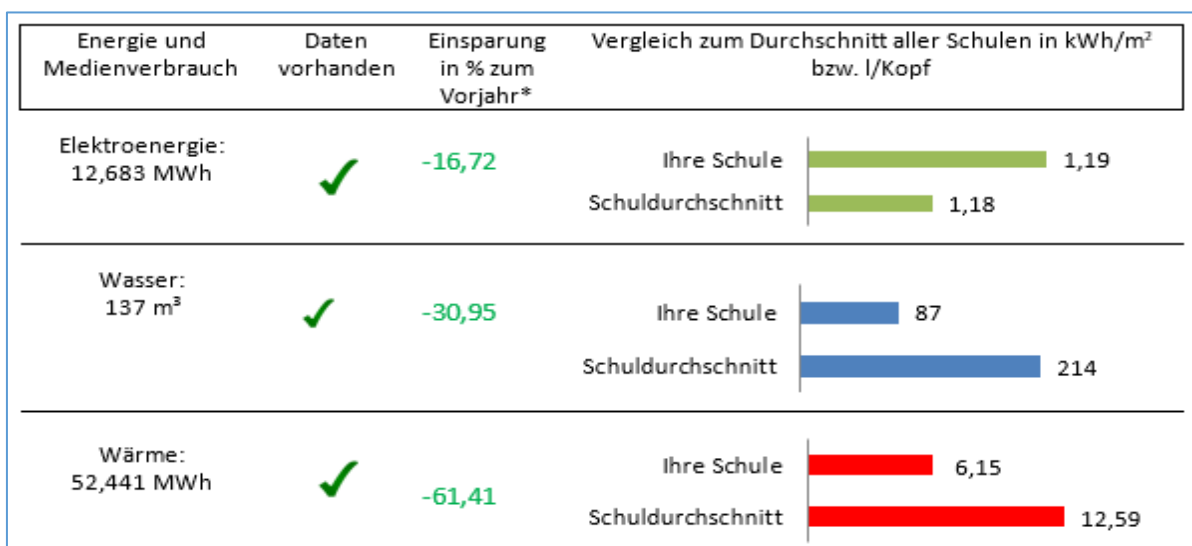 Energie und
Medienverbrauch
Daten
vorhanden
Einsparung
in % zum
Vorjahr*
Vergleich zum Durchschnitt aller Schulen in kWh/m²
bzw. l/Kopf
Elektroenergie:
12,683 MWh
-16,72
Ihre Schule
1,19
Schuldurchschnitt
1,18
Wasser:
137 m³
-30,95
Ihre Schule
87
Schuldurchschnitt
214
Wärme:
52,441 MWh
-61,41
Ihre Schule
6,15
Schuldurchschnitt
12,59